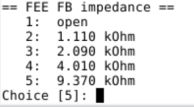 == FEE FB impedance ==
1: open
2: 1.110 kOhm
3: 2.090 kOhm
4: 4.010 kOhm
5: 9.370 kOhm
Choice [5]: